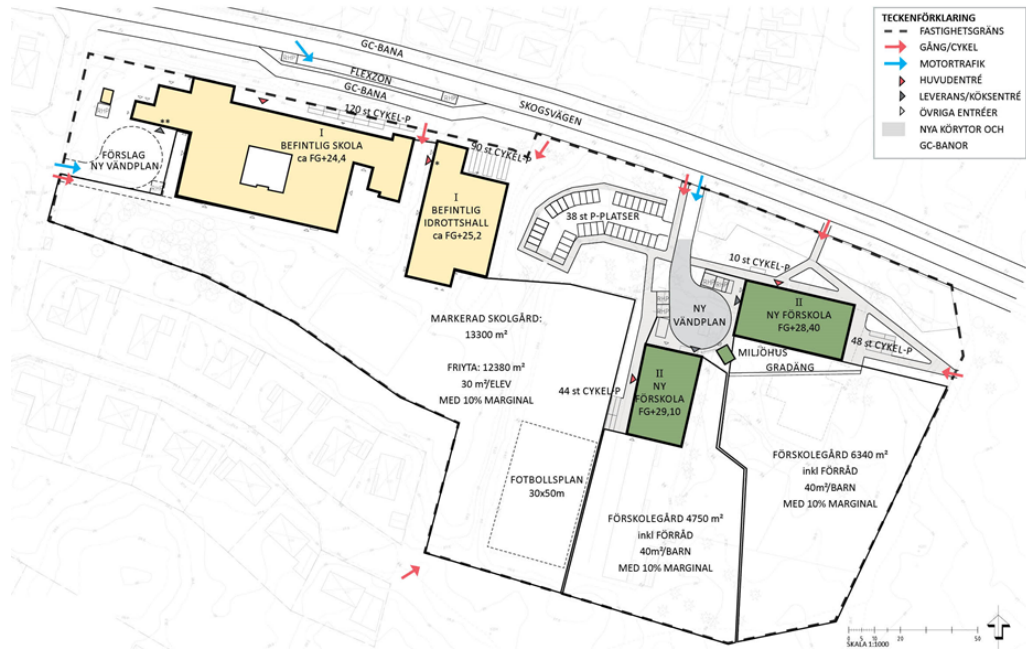 TECKENFÖRKLARING
FASTIGHETSGRÄNS
GÅNG/CYKEL
MOTORTRAFIK
HUVUDENTRÉ
LEVERANS/KÖKSENTRÉ
ÖVRIGA ENTRÉER
NYA KÖRYTOR OCH
GC-BANOR
GC-BANA
FLEXZON
GC-BANA
SKOGSVÄGEN
120 st CYKEL-P
90 st CYKEL-P
I
BEFINTLIG SKOLA
ca FG+24,4
**
FÖRSLAG
NY VÄNDPLAN
*
I
BEFINTLIG
IDROTTSHALL
ca FG+25,2
38 st P-PLATSER
10 st CYKEL-P
NY
VÄNDPLAN
II
NY FÖRSKOLA
FG+28,40
48 st CYKEL-P
MILJÖHUS
GRADÄNG
II
NY
FÖRSKOLA
FG+29,10
44 st CYKEL-P
MARKERAD SKOLGÅRD:
13300 m²
FRIYTA: 12380 m²
30 m²/ELEV
MED 10% MARGINAL
FOTBOLLSPLAN
30x50m
FÖRSKOLEGÅRD 4750 m²
inkl FÖRRÅD
40m²/BARN
MED 10% MARGINAL
FÖRSKOLEGÅRD 6340 m²
inkl FÖRRÅD
40m²/BARN
MED 10% MARGINAL
0 5 10 20 50
SKALA 1:1000